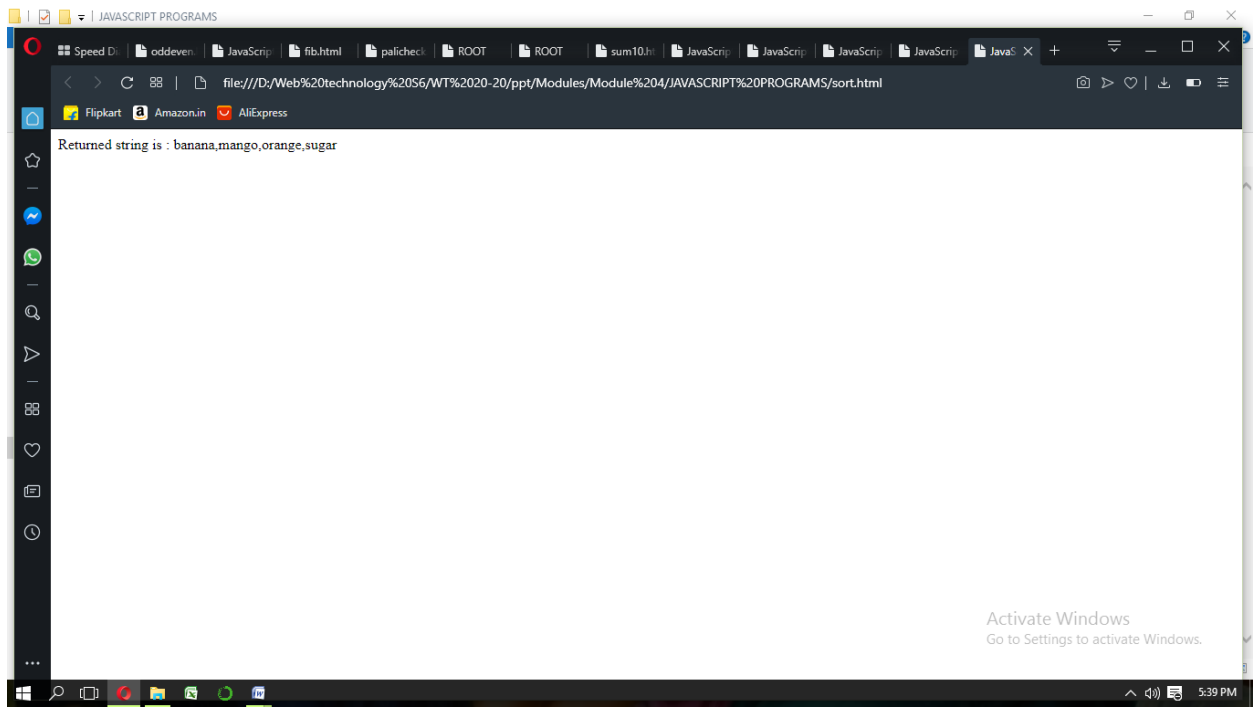 JAVASCRIPT PROGRAMS
Speed Di
oddeven.
JavaScrip
fib.html
palicheck
ROOT
ROOT
sum10.ht
JavaScrip
JavaScrip
JavaScrip
JavaScrip
JavaS
file:///D:/Web%20technology%20S6/WT%2020-20/ppt/Modules/Module%204/JAVASCRIPT%20PROGRAMS/sort.html
Flipkart
a Amazon.in
AliExpress
Returned string is : banana,mango,orange,sugar
Activate Windows
Go to Settings to activate Windows.
5:39 PM